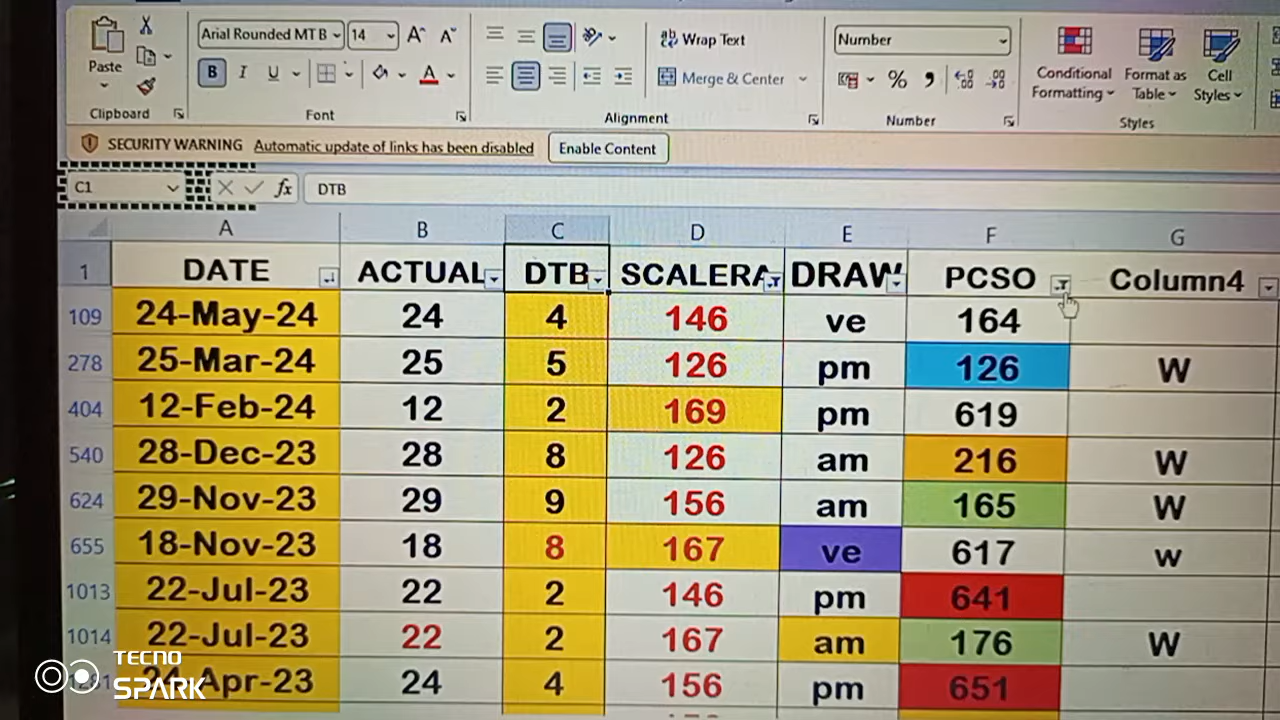 Arial Rounded MT B 14 A A Wrap Text Number
Paste B I U A Merge & Center % 9 Conditional Formatting Format as Table Cell Styles
Clipboard Font Alignment Number Styles
SECURITY WARNING Automatic update of links has been disabled Enable Content
C1 fx DTB
A B C D E F G
1 DATE ACTUAL DTB SCALERA DRAW PCSO Column4
109 24-May-24 24 4 146 ve 164
278 25-Mar-24 25 5 126 pm 126 W
404 12-Feb-24 12 2 169 pm 619
540 28-Dec-23 28 8 126 am 216 W
624 29-Nov-23 29 9 156 am 165 W
655 18-Nov-23 18 8 167 ve 617 w
1013 22-Jul-23 22 2 146 pm 641
1014 22-Jul-23 22 2 167 am 176 W
24-Apr-23 24 4 156 pm 651
TECNO
SPARK